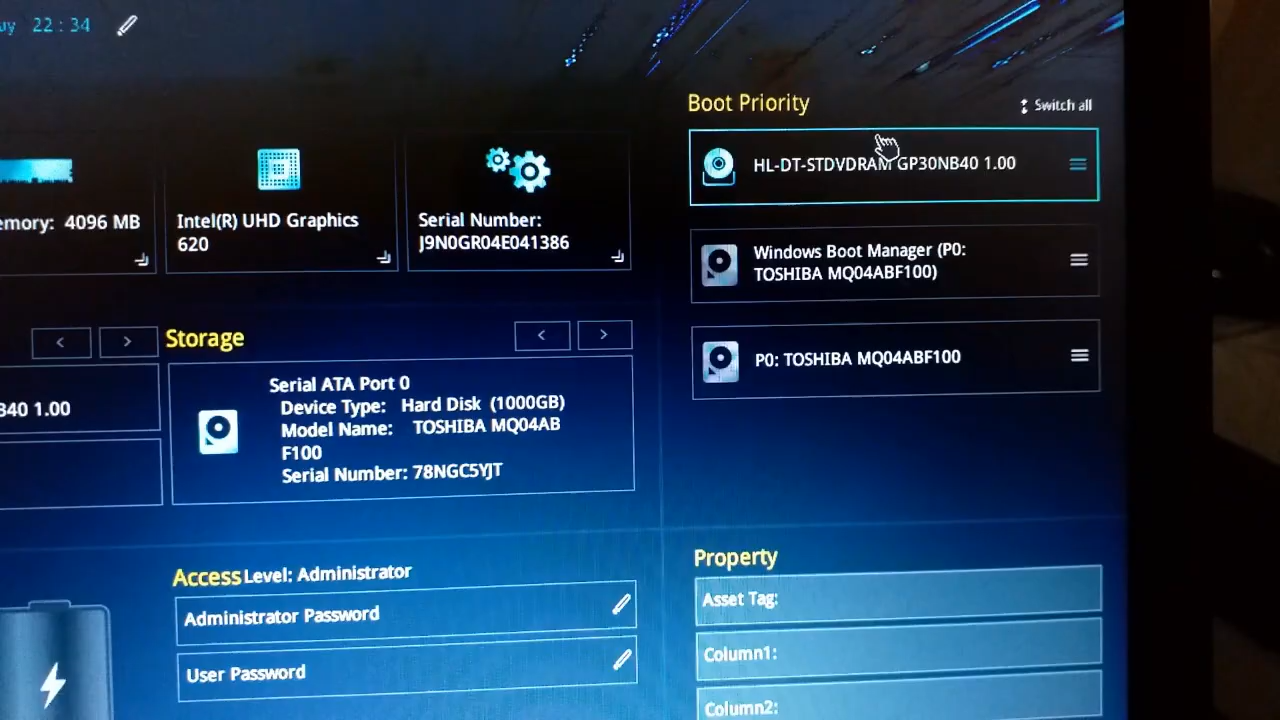 22 : 34
Boot Priority
Switch all
HL-DT-STDVDRAM GP30NB40 1.00
4096 MB
Intel(R) UHD Graphics
620
Serial Number:
J9N0GR04E041386
Windows Boot Manager (P0:
TOSHIBA MQ04ABF100)
P0: TOSHIBA MQ04ABF100
< >
Storage
< >
1.00
Serial ATA Port 0
Device Type: Hard Disk (1000GB)
Model Name: TOSHIBA MQ04AB
F100
Serial Number: 78NGC5YJT
Access Level: Administrator
Administrator Password
User Password
Property
Asset Tag:
Column1:
Column2: